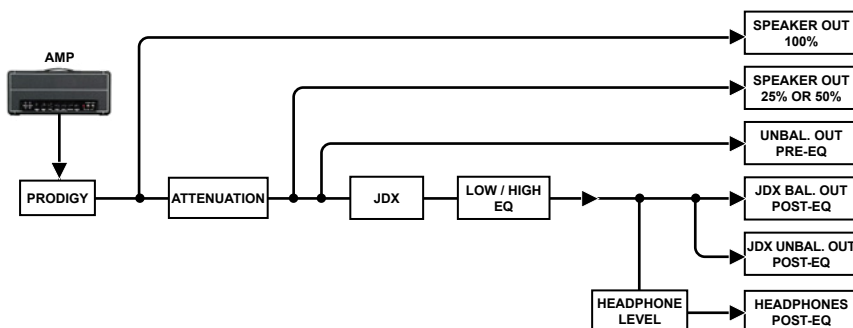 AMP
PRODIGY
ATTENUATION
JDX
LOW / HIGH
EQ
HEADPHONE
LEVEL
SPEAKER OUT
100%
SPEAKER OUT
25% OR 50%
UNBAL. OUT
PRE-EQ
JDX BAL. OUT
POST-EQ
JDX UNBAL. OUT
POST-EQ
HEADPHONES
POST-EQ